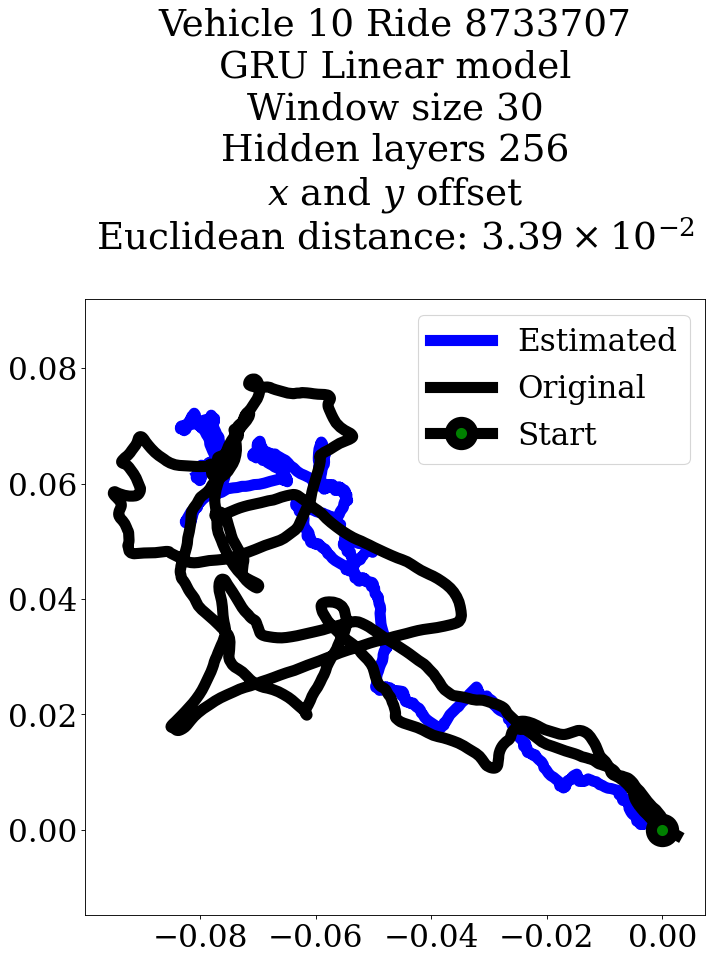 Vehicle 10 Ride 8733707
GRU Linear model
Window size 30
Hidden layers 256
x and y offset
Euclidean distance: 3.39 × 10⁻²
Estimated
Original
Start
0.08
0.06
0.04
0.02
0.00
−0.08 −0.06 −0.04 −0.02 0.00